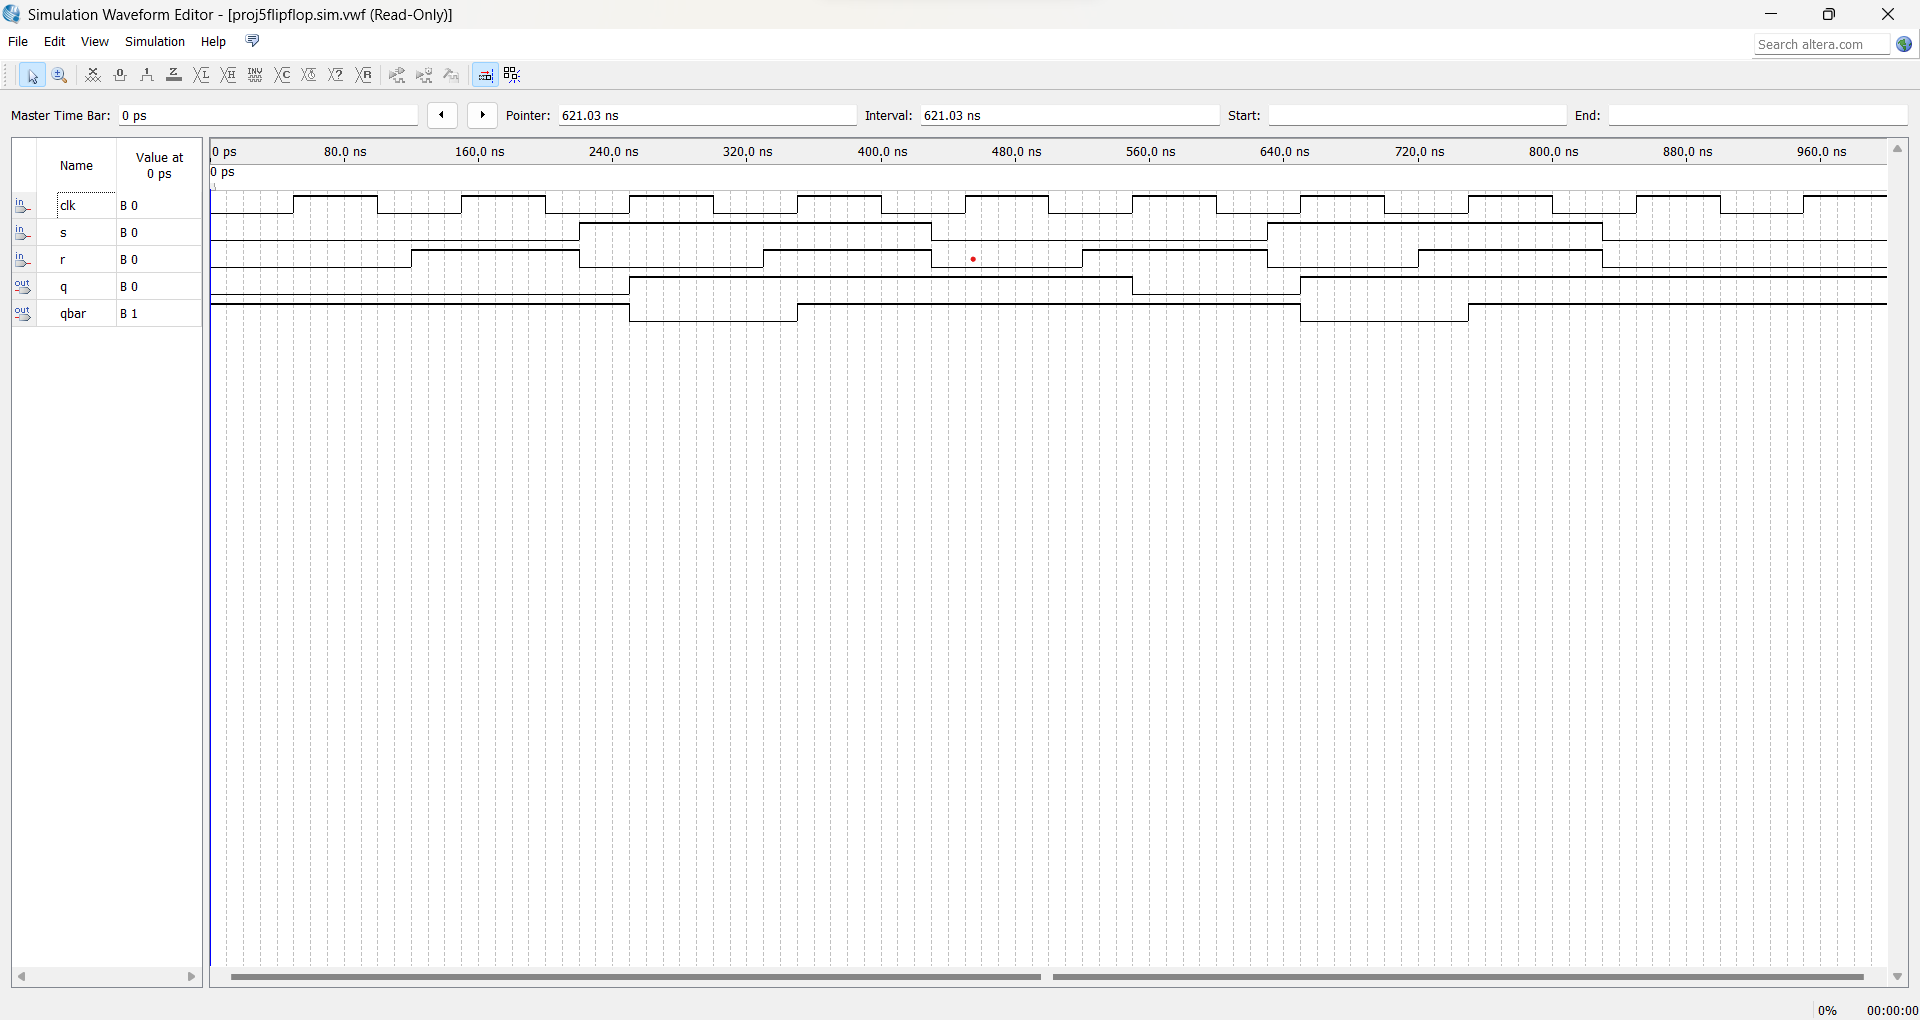 Simulation Waveform Editor - [proj5flipflop.sim.vwf (Read-Only)]
File Edit View Simulation Help
Search altera.com
Master Time Bar: 0 ps Pointer: 621.03 ns Interval: 621.03 ns Start: End:
Name Value at 0 ps
0 ps 80.0 ns 160.0 ns 240.0 ns 320.0 ns 400.0 ns 480.0 ns 560.0 ns 640.0 ns 720.0 ns 800.0 ns 880.0 ns 960.0 ns
0 ps
in clk B 0
in s B 0
in r B 0
out q B 0
out qbar B 1
0% 00:00:00